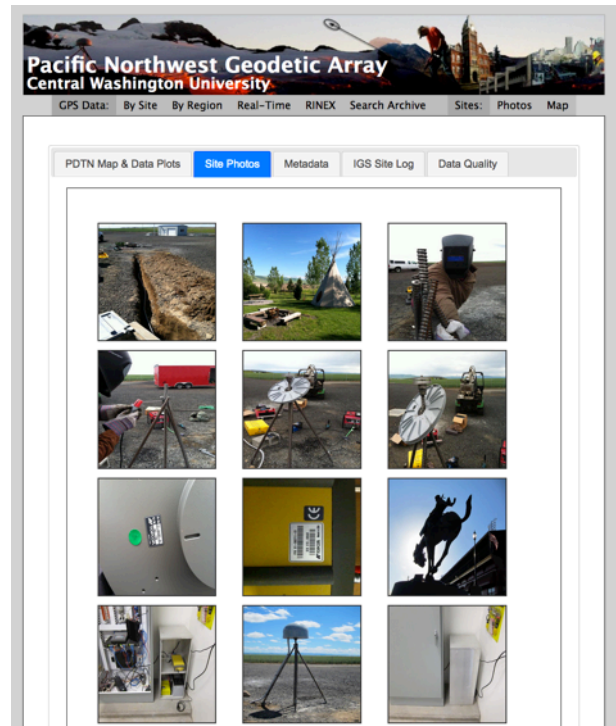 Pacific Northwest Geodetic Array
Central Washington University
GPS Data: By Site By Region Real-Time RINEX Search Archive Sites: Photos Map
PDTN Map & Data Plots Site Photos Metadata IGS Site Log Data Quality